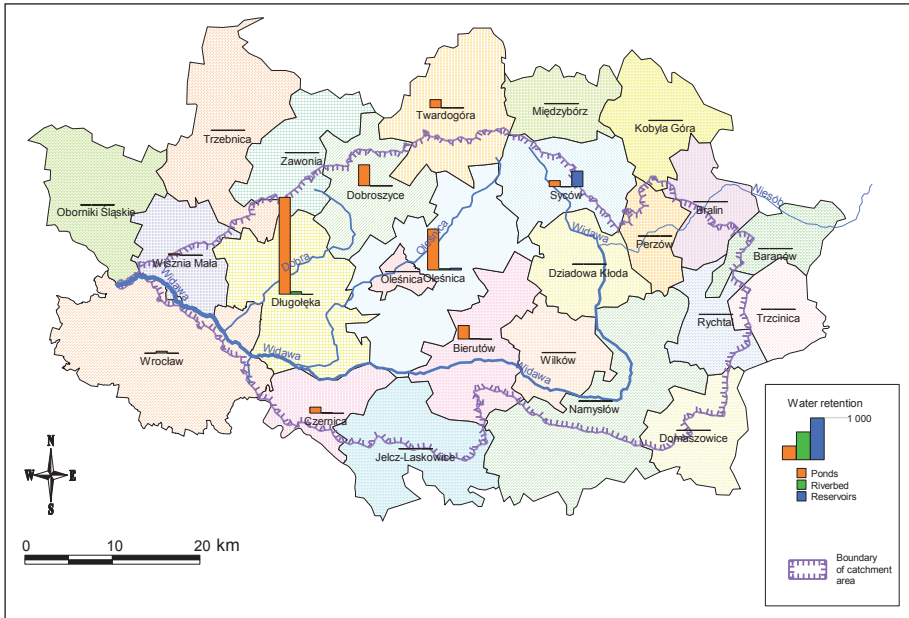 Trzebnica
Twardogóra
Międzybórz
Kobyla Góra
Zawonia
Dobroszyce
Syców
Oborniki Śląskie
Bralin
Niesób
Widawa
Perzów
Baranów
Oleśnica
Wisznia Mała
Dobra
Oleśnica
Oleśnica
Dziadowa Kłoda
Widawa
Długołęka
Rychtal
Trzcinica
Widawa
Bierutów
Wilków
Wrocław
Widawa
Namysłów
Czernica
Domaszowice
Jelcz-Laskowice
N
W E
S
0 10 20 km
Water retention
1 000
Ponds
Riverbed
Reservoirs
Boundary
of catchment
area